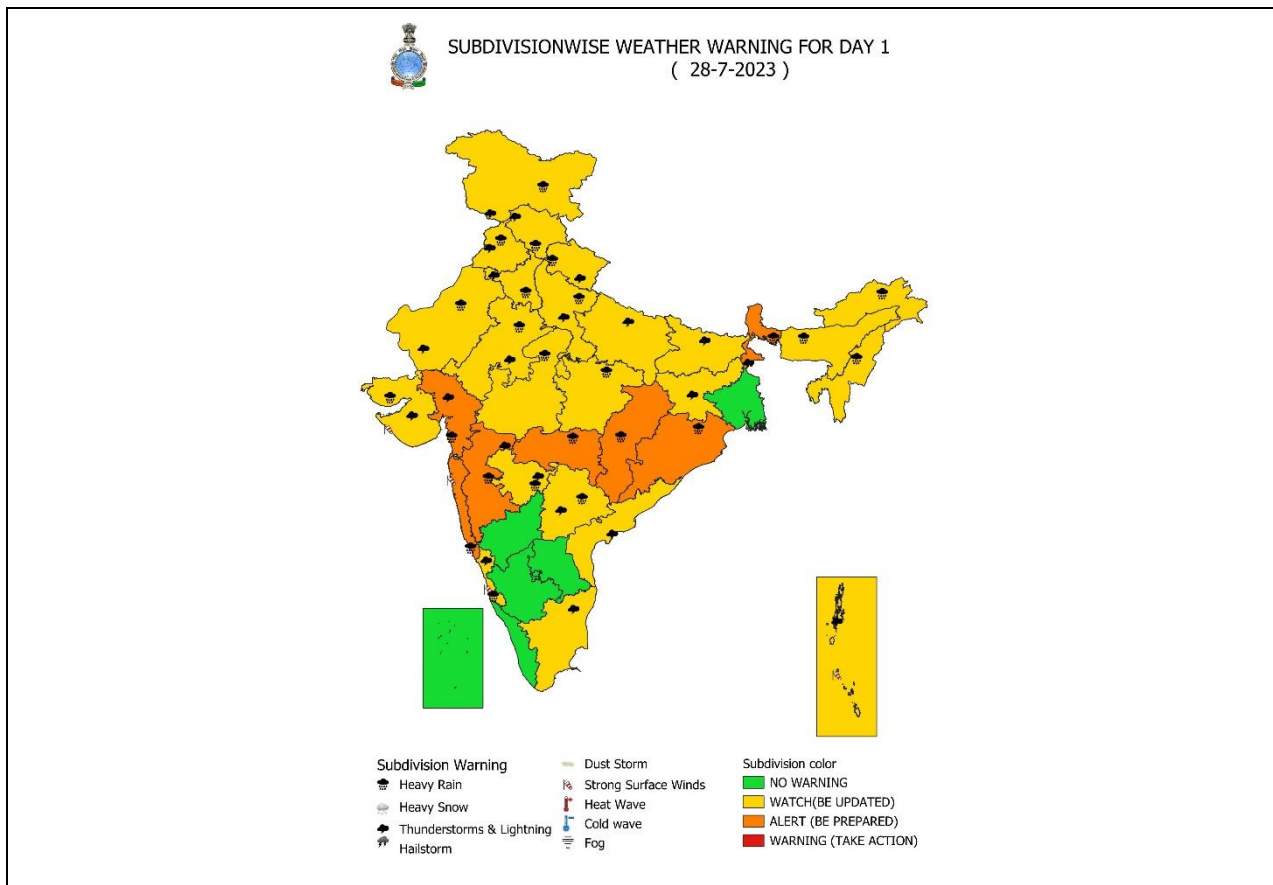 SUBDIVISIONWISE WEATHER WARNING FOR DAY 1
( 28-7-2023 )
Subdivision Warning
Heavy Rain
Heavy Snow
Thunderstorms & Lightning
Hailstorm
Dust Storm
Strong Surface Winds
Heat Wave
Cold wave
Fog
Subdivision color
NO WARNING
WATCH(BE UPDATED)
ALERT (BE PREPARED)
WARNING (TAKE ACTION)